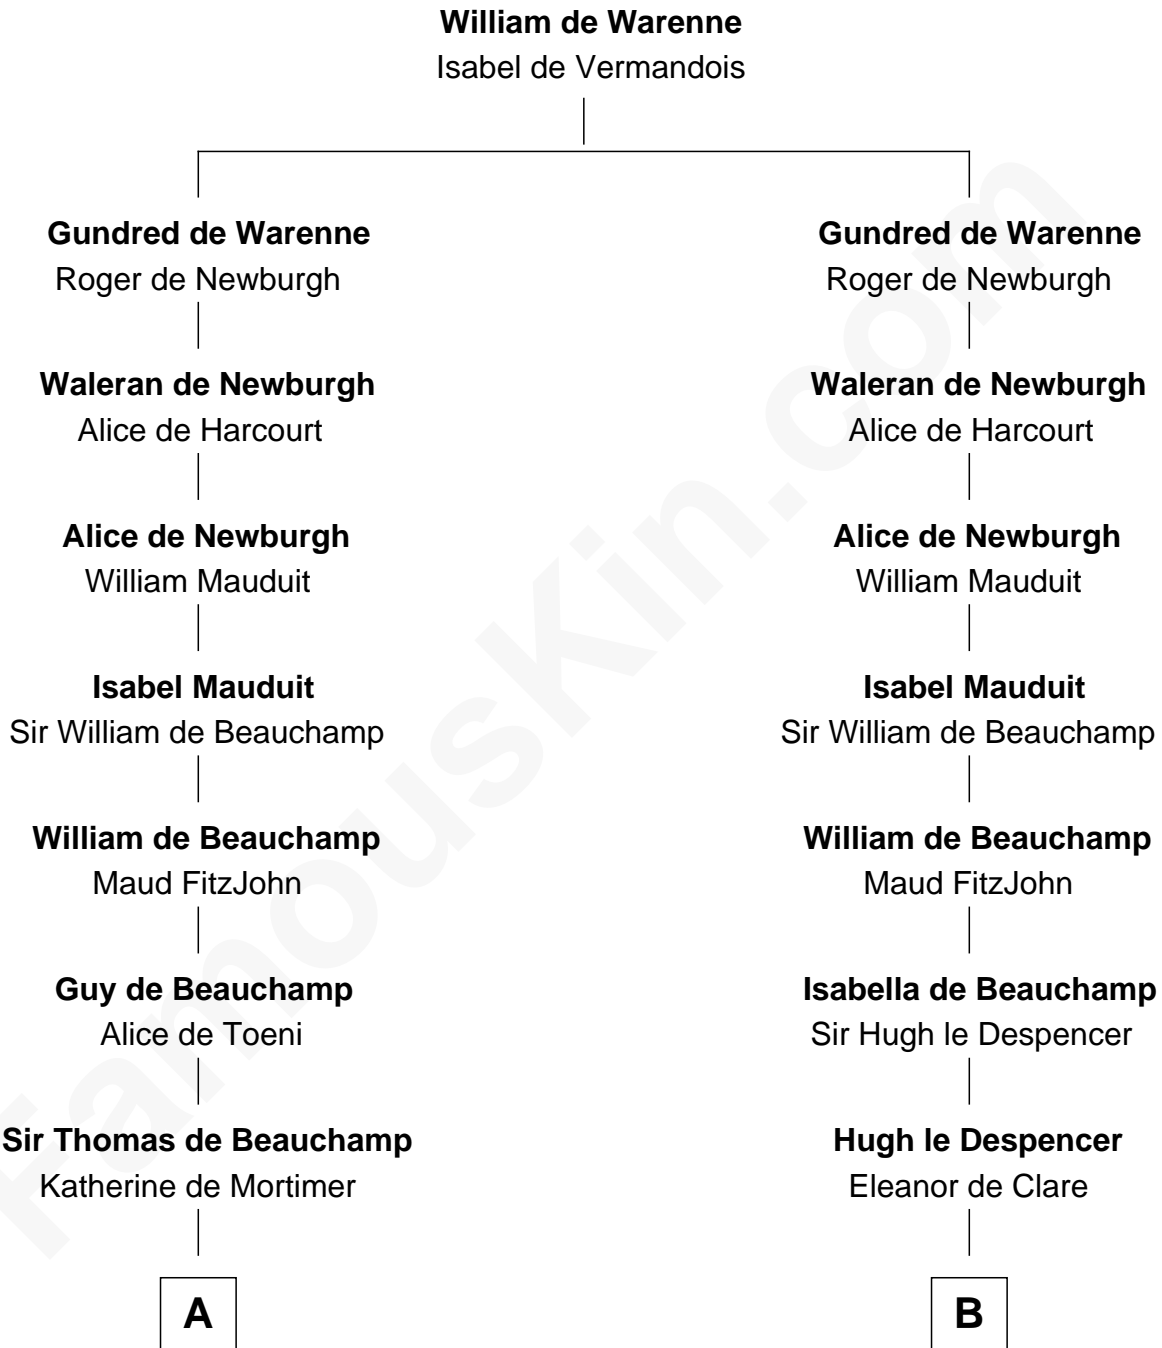 William de Warenne
Isabel de Vermandois
Gundred de Warenne
Roger de Newburgh
Waleran de Newburgh
Alice de Harcourt
Alice de Newburgh
William Mauduit
Isabel Mauduit
Sir William de Beauchamp
William de Beauchamp
Maud FitzJohn
Guy de Beauchamp
Alice de Toeni
Sir Thomas de Beauchamp
Katherine de Mortimer
A
Gundred de Warenne
Roger de Newburgh
Waleran de Newburgh
Alice de Harcourt
Alice de Newburgh
William Mauduit
Isabel Mauduit
Sir William de Beauchamp
William de Beauchamp
Maud FitzJohn
Isabella de Beauchamp
Sir Hugh le Despencer
Hugh le Despencer
Eleanor de Clare
B
FamousKin.com